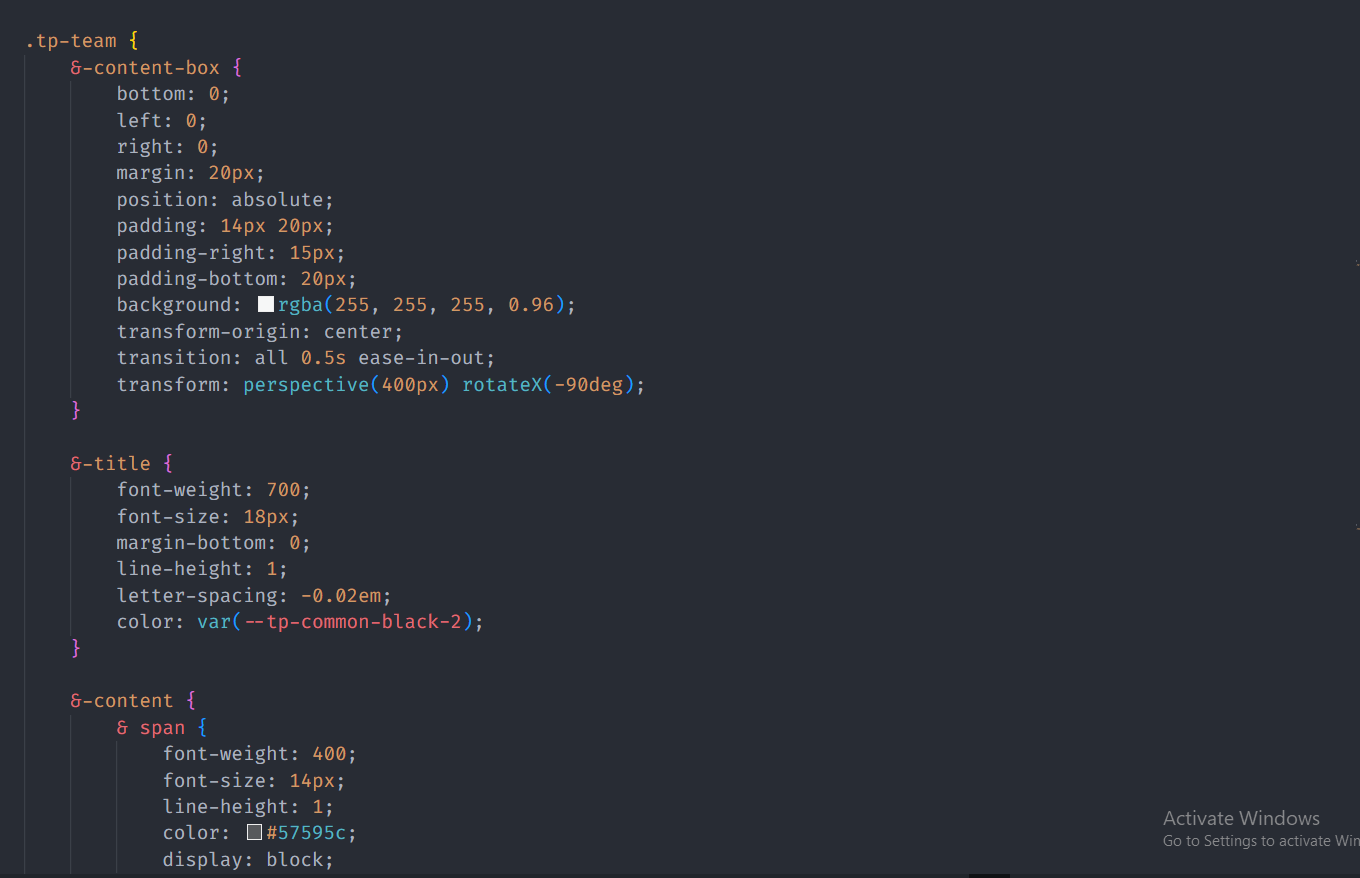 .tp-team {
&-content-box {
bottom: 0;
left: 0;
right: 0;
margin: 20px;
position: absolute;
padding: 14px 20px;
padding-right: 15px;
padding-bottom: 20px;
background: rgba(255, 255, 255, 0.96);
transform-origin: center;
transition: all 0.5s ease-in-out;
transform: perspective(400px) rotateX(-90deg);
}
&-title {
font-weight: 700;
font-size: 18px;
margin-bottom: 0;
line-height: 1;
letter-spacing: -0.02em;
color: var(--tp-common-black-2);
}
&-content {
& span {
font-weight: 400;
font-size: 14px;
line-height: 1;
color: #57595c;
display: block;
Activate Windows
Go to Settings to activate Win